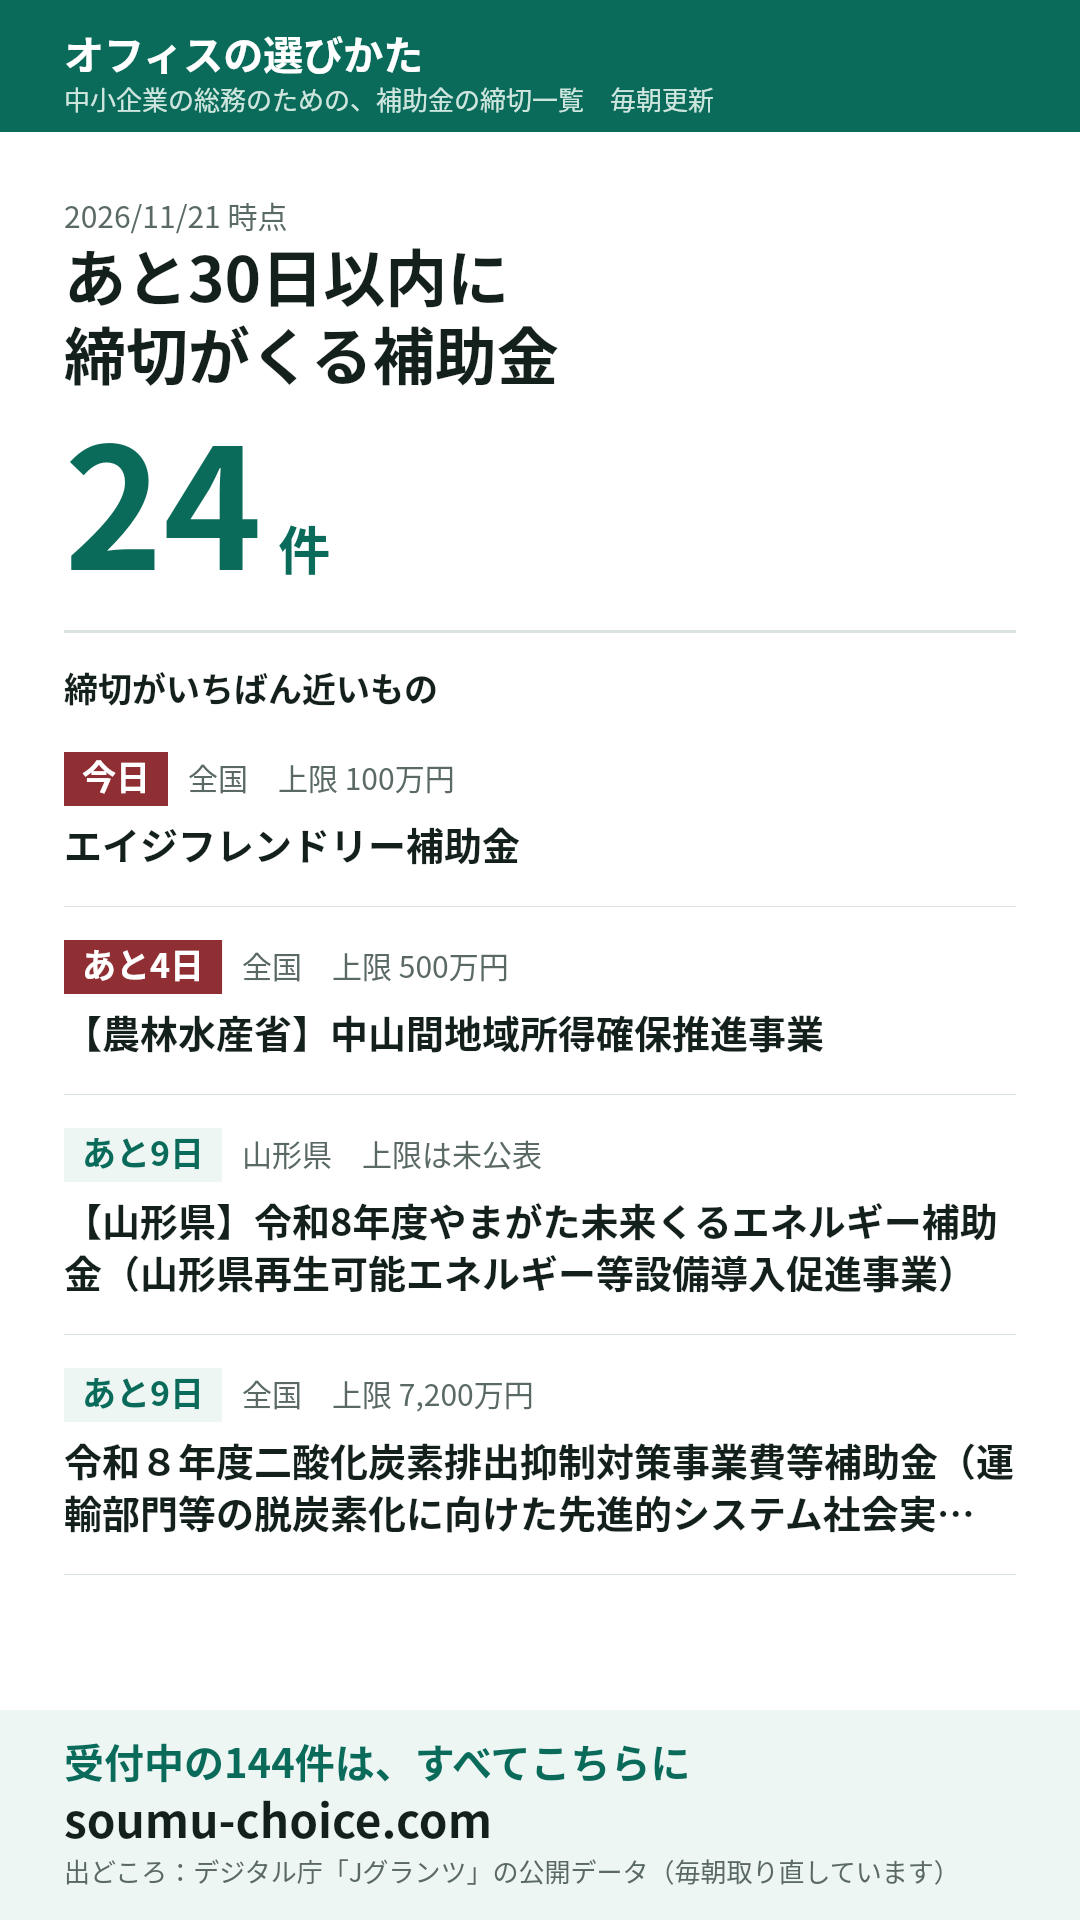 オフィスの選びかた
中小企業の総務のための、補助金の締切一覧　毎朝更新
2026/11/21 時点
あと30日以内に
締切がくる補助金
24 件
締切がいちばん近いもの
今日　全国　上限 100万円
エイジフレンドリー補助金
あと4日　全国　上限 500万円
【農林水産省】中山間地域所得確保推進事業
あと9日　山形県　上限は未公表
【山形県】令和8年度やまがた未来くるエネルギー補助
金（山形県再生可能エネルギー等設備導入促進事業）
あと9日　全国　上限 7,200万円
令和８年度二酸化炭素排出抑制対策事業費等補助金（運
輸部門等の脱炭素化に向けた先進的システム社会実…
受付中の144件は、すべてこちらに
soumu-choice.com
出どころ：デジタル庁「Jグランツ」の公開データ（毎朝取り直しています）